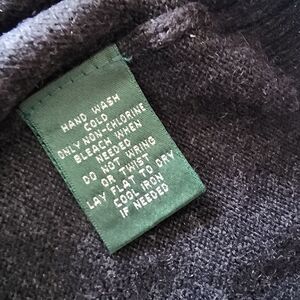 HAND WASH
COLD
ONLY NON-CHLORINE
BLEACH WHEN
NEEDED
DO NOT WRING
OR TWIST
LAY FLAT TO DRY
COOL IRON
IF NEEDED